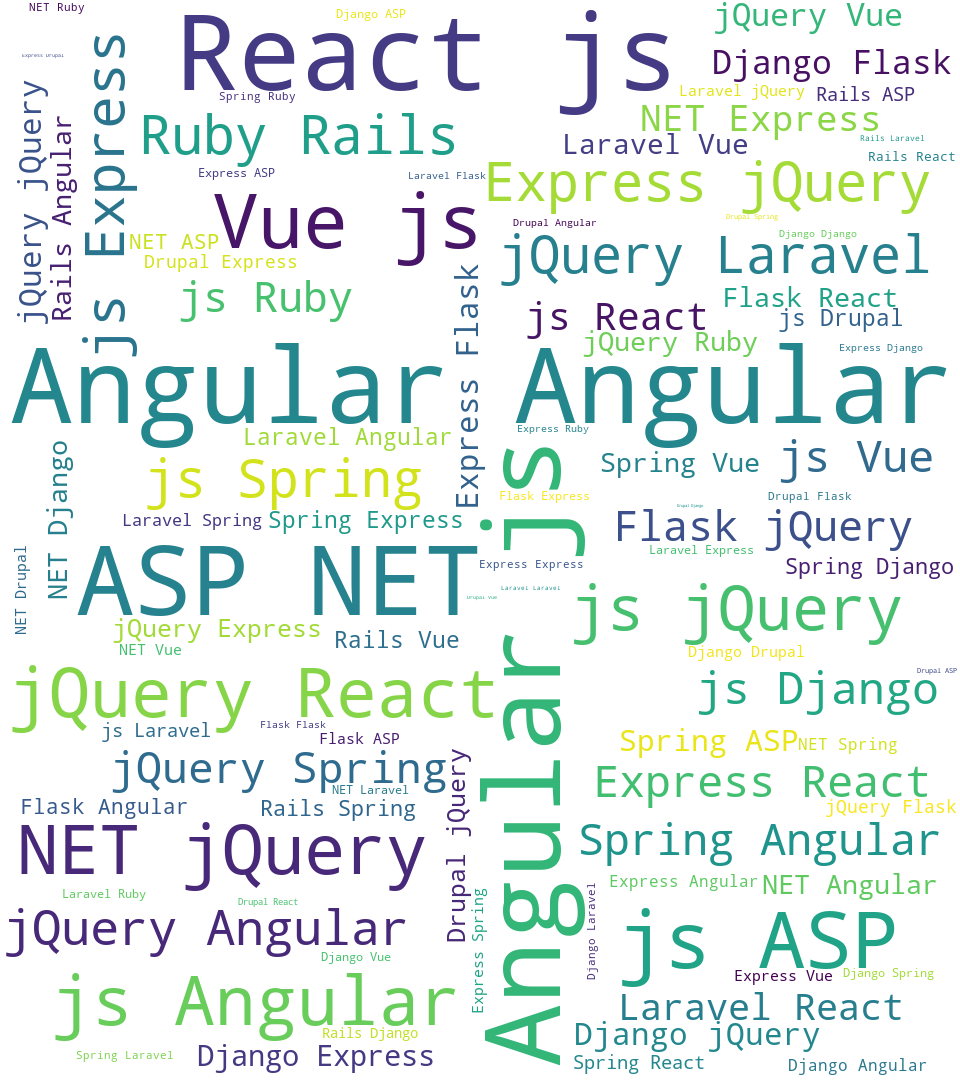 NET Ruby
Django ASP
React js
jQuery Vue
Express Drupal
Django Flask
js Express
jQuery jQuery
Rails Angular
Spring Ruby
Laravel jQuery
Rails ASP
Ruby Rails
NET Express
Laravel Vue
Rails Laravel
Rails React
Express ASP
Laravel Flask
Express jQuery
Vue js
Drupal Angular
Drupal Spring
NET ASP
Drupal Express
jQuery Laravel
Django Django
js Ruby
Express Flask
js React
Flask React
js Drupal
jQuery Ruby
Express Django
Angular
Angular
Express Ruby
Laravel Angular
NET Django
js Spring
Spring Vue
js Vue
Flask Express
Drupal Flask
Drupal Django
Laravel Spring
Spring Express
Flask jQuery
Laravel Express
NET Drupal
ASP NET
Express Express
Spring Django
Laravel Laravel
Drupal Vue
js jQuery
jQuery Express
Rails Vue
NET Vue
Angular js
Django Drupal
Drupal ASP
jQuery React
js Django
js Laravel
Flask Flask
Flask ASP
Spring ASP
NET Spring
jQuery Spring
NET Laravel
Drupal jQuery
Express React
Flask Angular
Rails Spring
jQuery Flask
NET jQuery
Spring Angular
Laravel Ruby
Drupal React
Express Spring
Django Laravel
Express Angular
NET Angular
jQuery Angular
js ASP
Django Vue
Express Vue
Django Spring
js Angular
Laravel React
Rails Django
Django jQuery
Spring Laravel
Django Express
Spring React
Django Angular